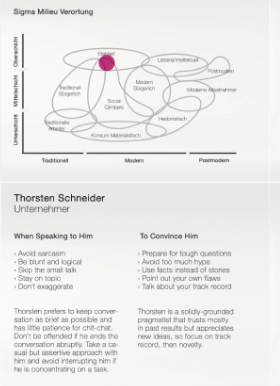 Sigma Milieu Verortung
Oberschicht
Mittelschicht
Unterschicht
Etabliert
Liberal Intellektuell
Postmodern
Traditionell
Bürgerlich
Modern
Bürgerlich
Moderne Arbeitnehmer
Social
Climbers
Traditionelle
Arbeiter
Hedonistisch
Konsum Materialistisch
Traditionell
Modern
Postmodern
Thorsten Schneider
Unternehmer
When Speaking to Him
› Avoid sarcasm
› Be blunt and logical
› Skip the small talk
› Stay on topic
› Don't exaggerate
Thorsten prefers to keep conver-
sation as brief as possible and
has little patience for chit-chat.
Don't be offended if he ends the
conversation abruptly. Take a ca-
sual but assertive approach with
him and avoid interrupting him if
he is concentrating on a task.
To Convince Him
› Prepare for tough questions
› Avoid too much hype
› Use facts instead of stories
› Point out your own flaws
› Talk about your track record
Thorsten is a solidly-grounded
pragmatist that trusts mostly
in past results but appreciates
new ideas, so focus on track
record, then novelty.